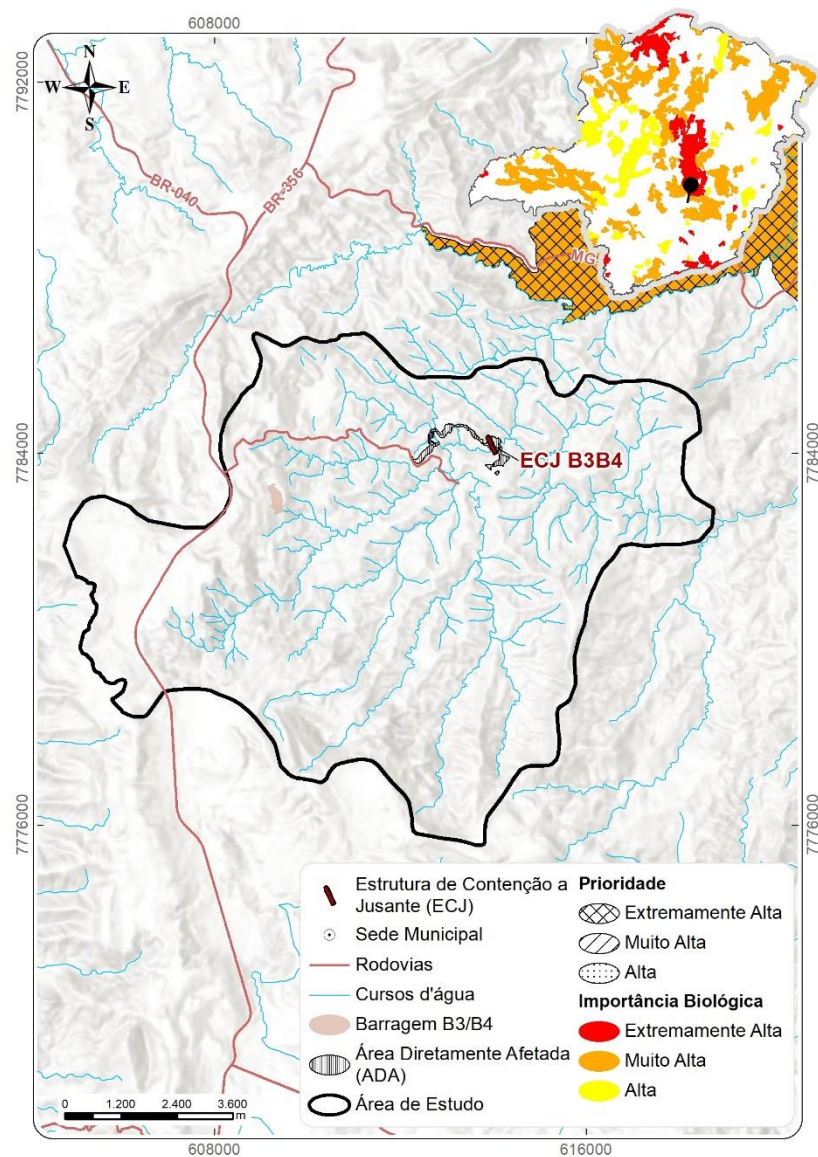 608000
616000
7792000
N
W E
S
BR-040
BR-356
MG
7784000
7784000
ECJ B3B4
7776000
7776000
Estrutura de Contenção a
Jusante (ECJ)
Sede Municipal
Rodovias
Cursos d'água
Barragem B3/B4
Área Diretamente Afetada
(ADA)
Área de Estudo
Prioridade
Extremamente Alta
Muito Alta
Alta
Importância Biológica
Extremamente Alta
Muito Alta
Alta
0 1.200 2.400 3.600
m
608000
616000